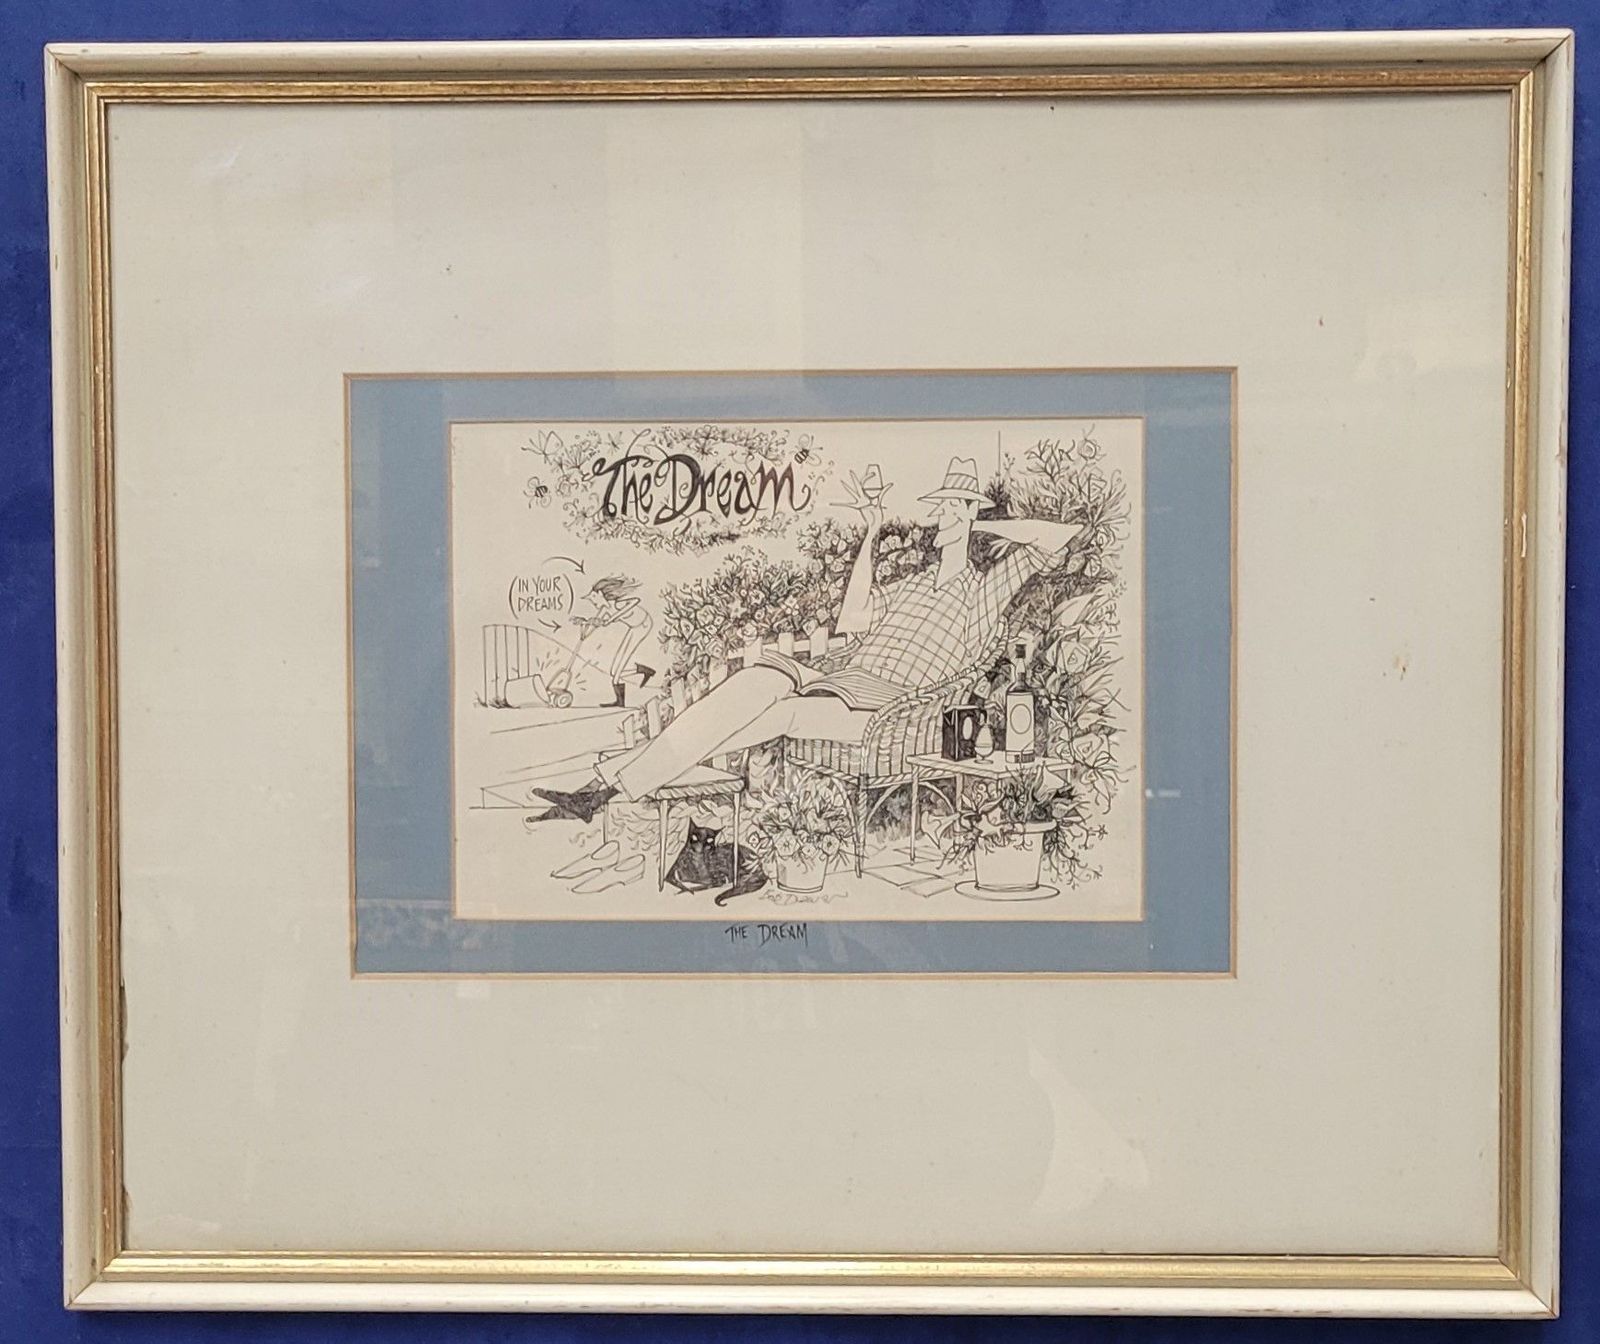 The Dream
(IN YOUR
DREAMS)
THE DREAM